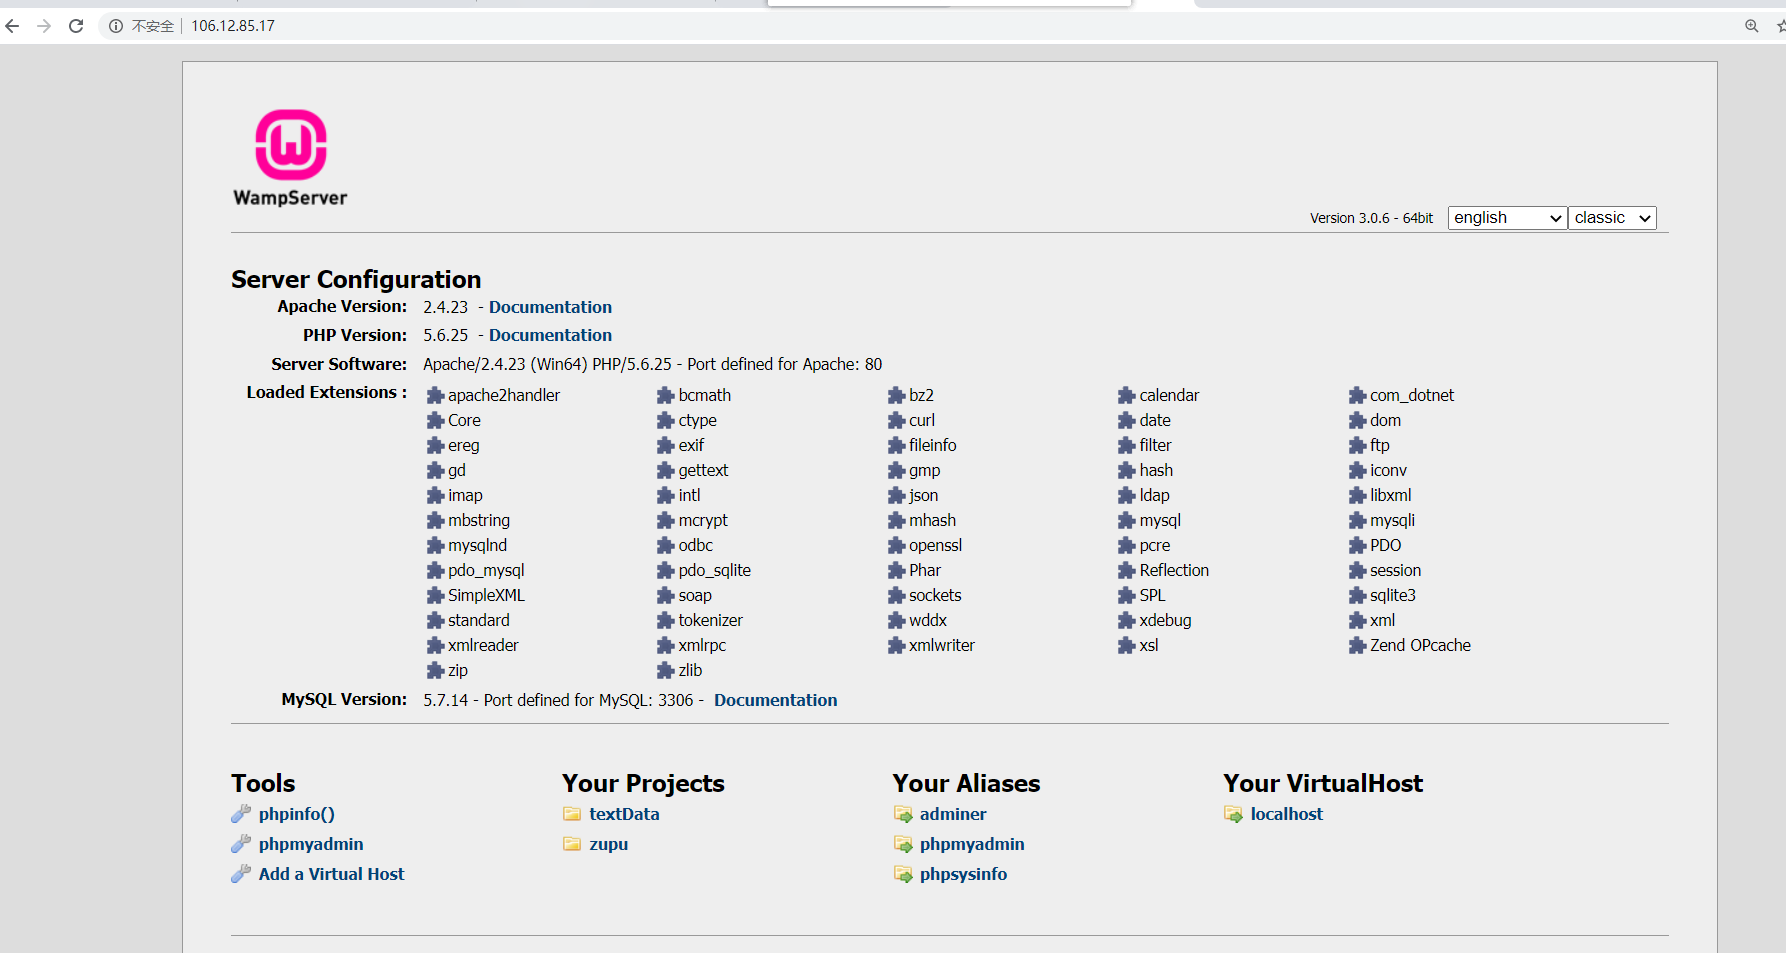 不安全 106.12.85.17
WampServer
Version 3.0.6 - 64bit english classic
Server Configuration
Apache Version: 2.4.23 - Documentation
PHP Version: 5.6.25 - Documentation
Server Software: Apache/2.4.23 (Win64) PHP/5.6.25 - Port defined for Apache: 80
Loaded Extensions : apache2handler bcmath bz2 calendar com_dotnet
Core ctype curl date dom
ereg exif fileinfo filter ftp
gd gettext gmp hash iconv
imap intl json ldap libxml
mbstring mcrypt mhash mysql mysqli
mysqlnd odbc openssl pcre PDO
pdo_mysql pdo_sqlite Phar Reflection session
SimpleXML soap sockets SPL sqlite3
standard tokenizer wddx xdebug xml
xmlreader xmlrpc xmlwriter xsl Zend OPcache
zip zlib
MySQL Version: 5.7.14 - Port defined for MySQL: 3306 - Documentation
Tools Your Projects Your Aliases Your VirtualHost
phpinfo() textData adminer localhost
phpmyadmin zupu phpmyadmin
Add a Virtual Host phpsysinfo